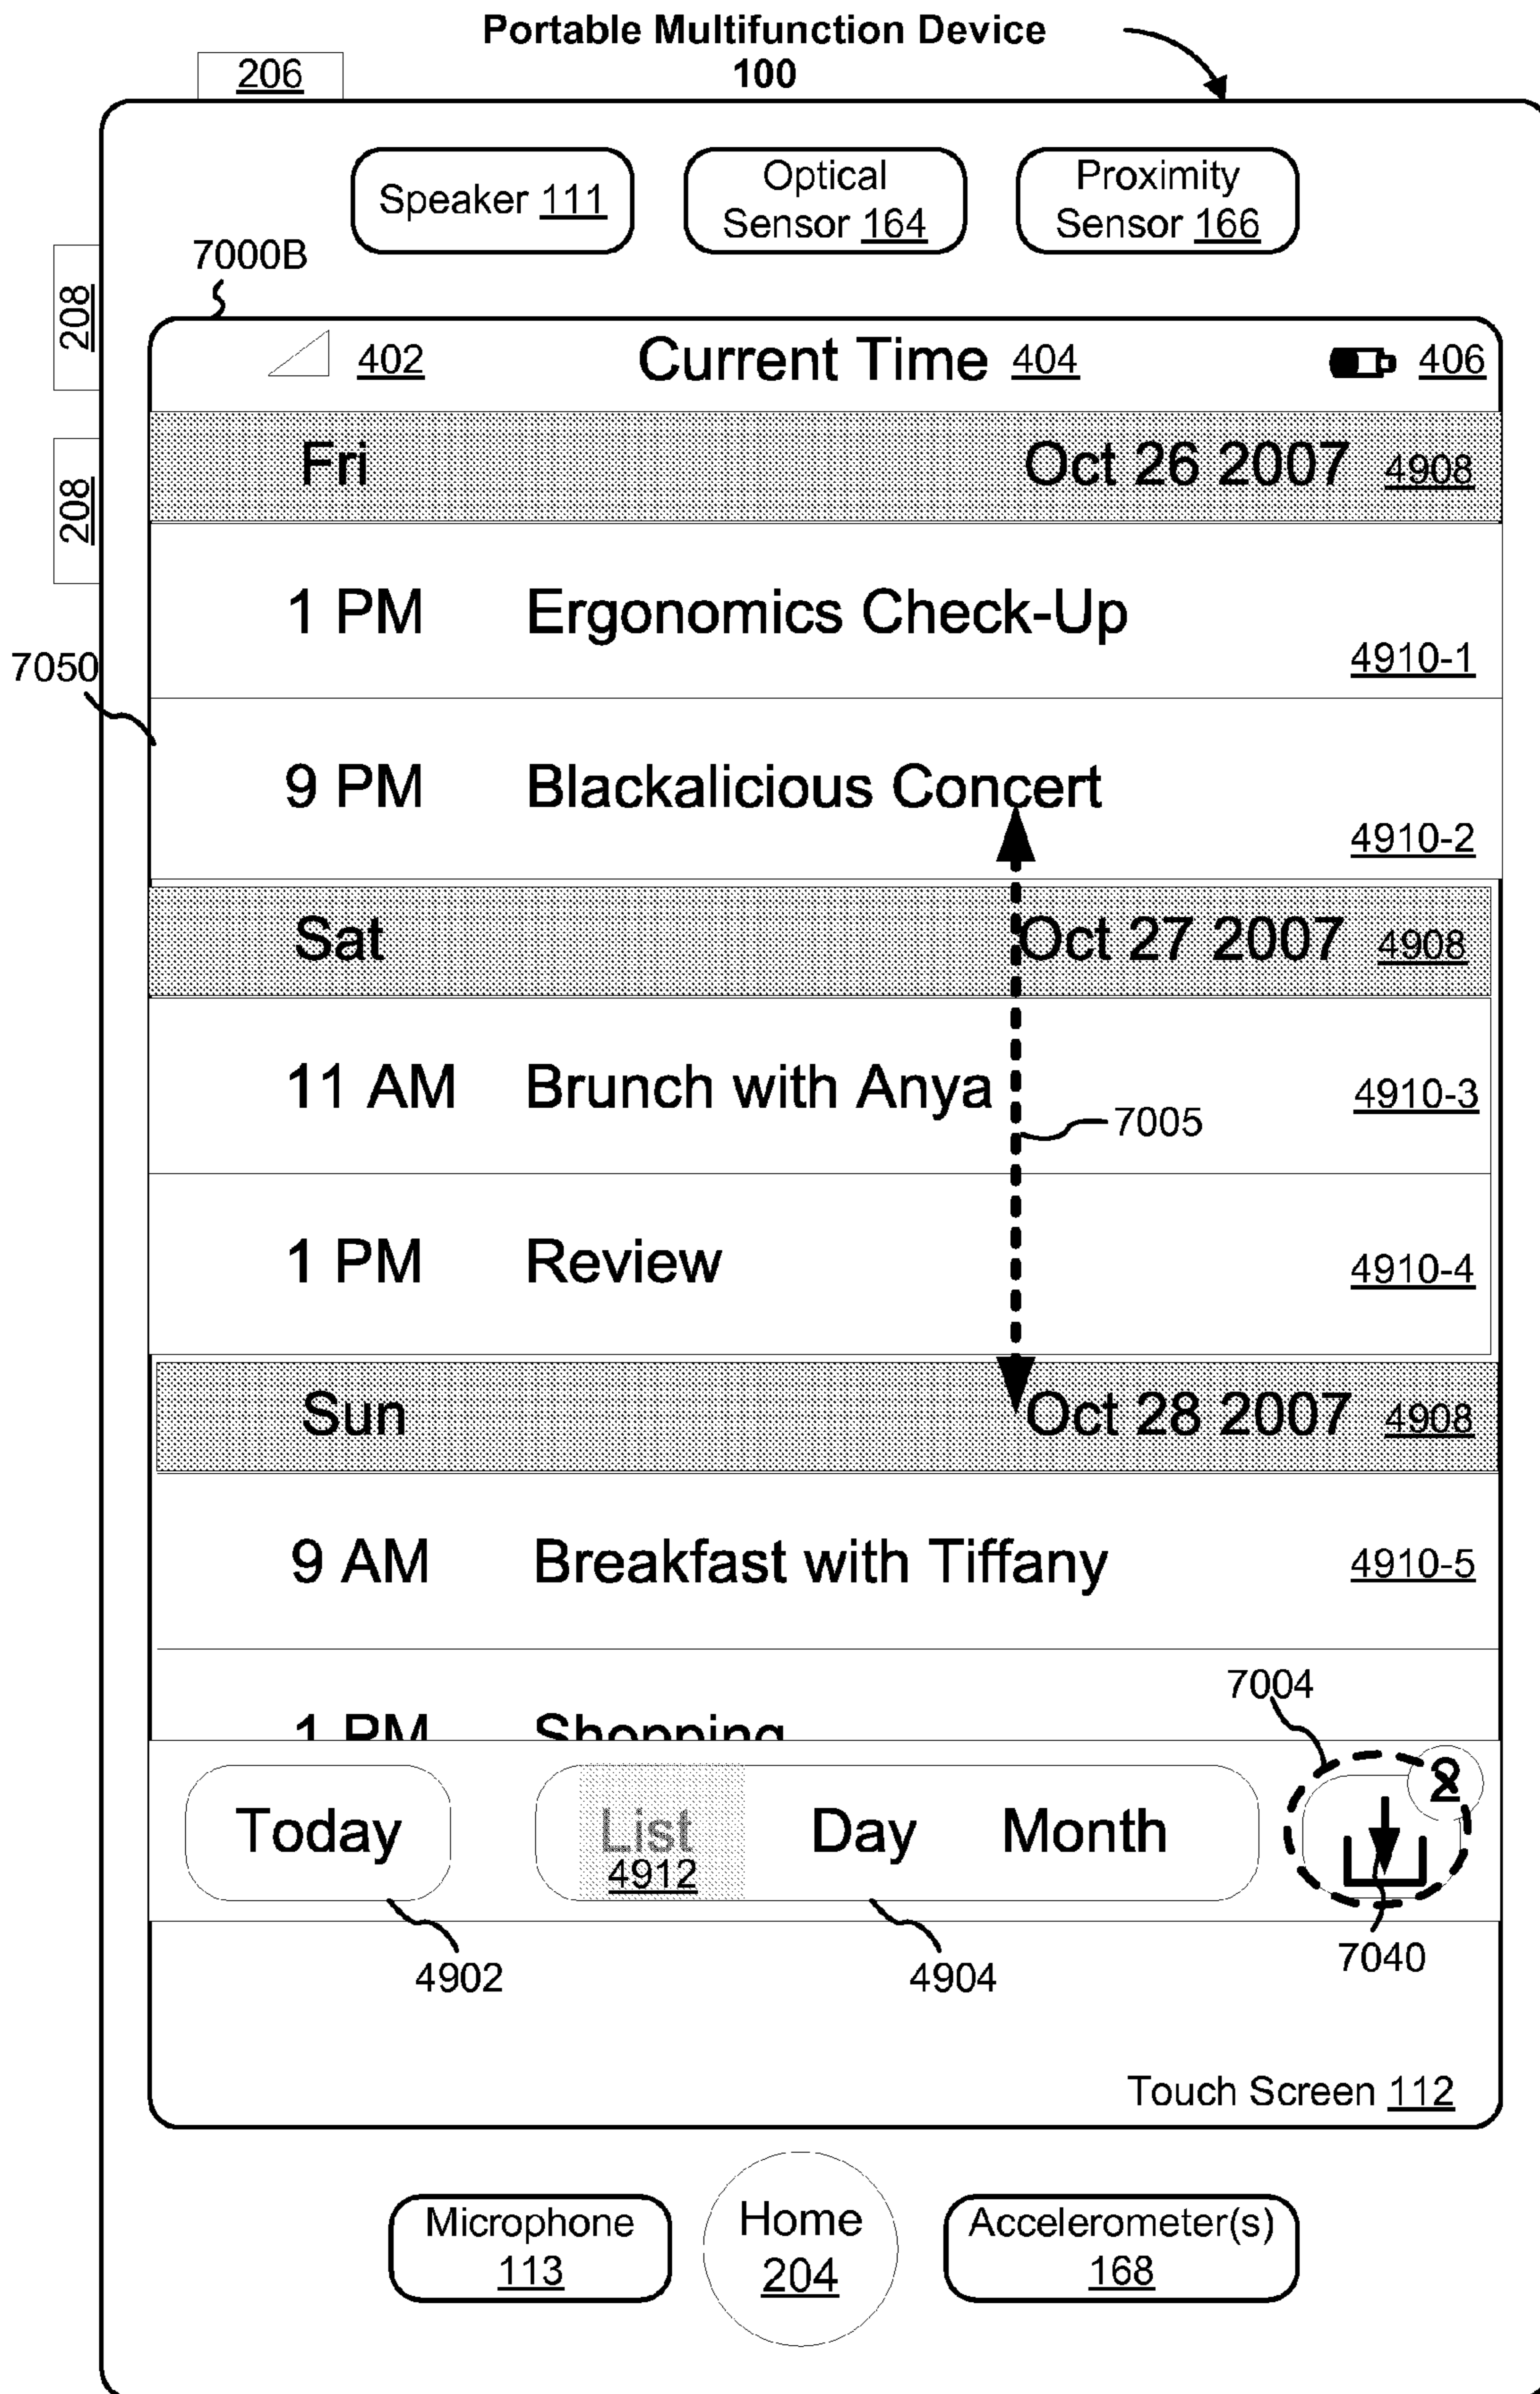 Portable Multifunction Device
100
206
Speaker 111
Optical
Sensor 164
Proximity
Sensor 166
7000B
208
402
Current Time 404
406
Fri
Oct 26 2007 4908
208
1 PM
Ergonomics Check-Up
4910-1
7050
9 PM
Blackalicious Concert
4910-2
Sat
Oct 27 2007 4908
11 AM
Brunch with Anya
4910-3
7005
1 PM
Review
4910-4
Sun
Oct 28 2007 4908
9 AM
Breakfast with Tiffany
4910-5
7004
1 PM
Shopping
2
Today
List
Day
Month
4912
7040
4902
4904
Touch Screen 112
Microphone
113
Home
204
Accelerometer(s)
168